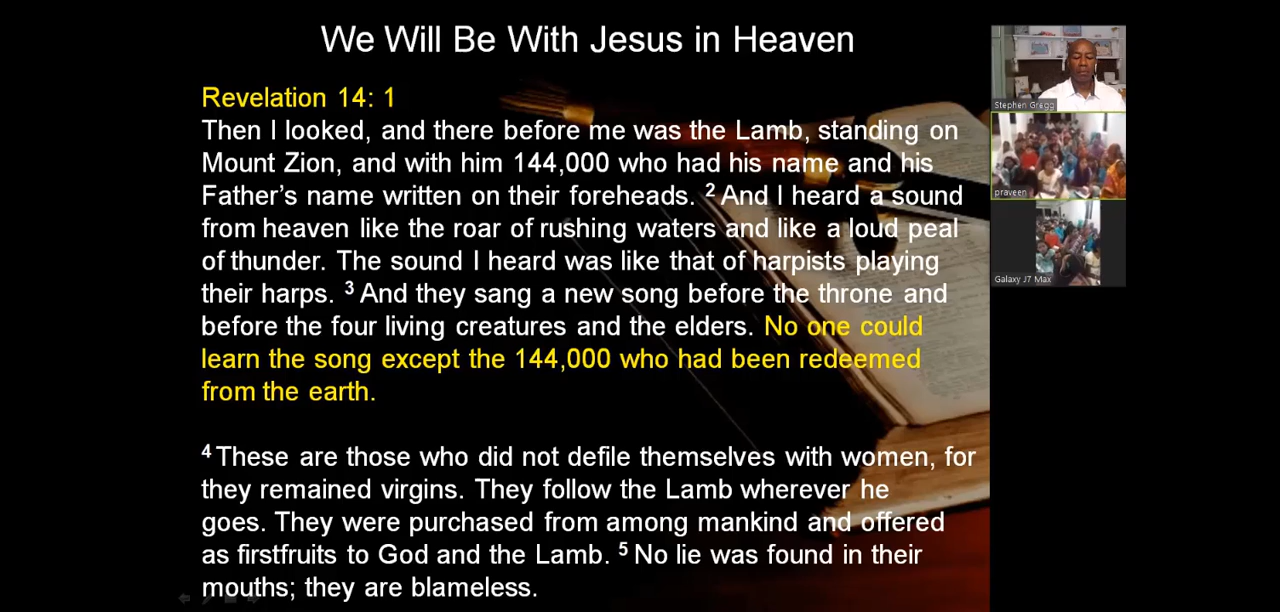 We Will Be With Jesus in Heaven
Revelation 14: 1
Then I looked, and there before me was the Lamb, standing on
Mount Zion, and with him 144,000 who had his name and his
Father’s name written on their foreheads. 2 And I heard a sound
from heaven like the roar of rushing waters and like a loud peal
of thunder. The sound I heard was like that of harpists playing
their harps. 3 And they sang a new song before the throne and
before the four living creatures and the elders. No one could
learn the song except the 144,000 who had been redeemed
from the earth.
4 These are those who did not defile themselves with women, for
they remained virgins. They follow the Lamb wherever he
goes. They were purchased from among mankind and offered
as firstfruits to God and the Lamb. 5 No lie was found in their
mouths; they are blameless.
Stephen Gregg
praveen
Galaxy J7 Max